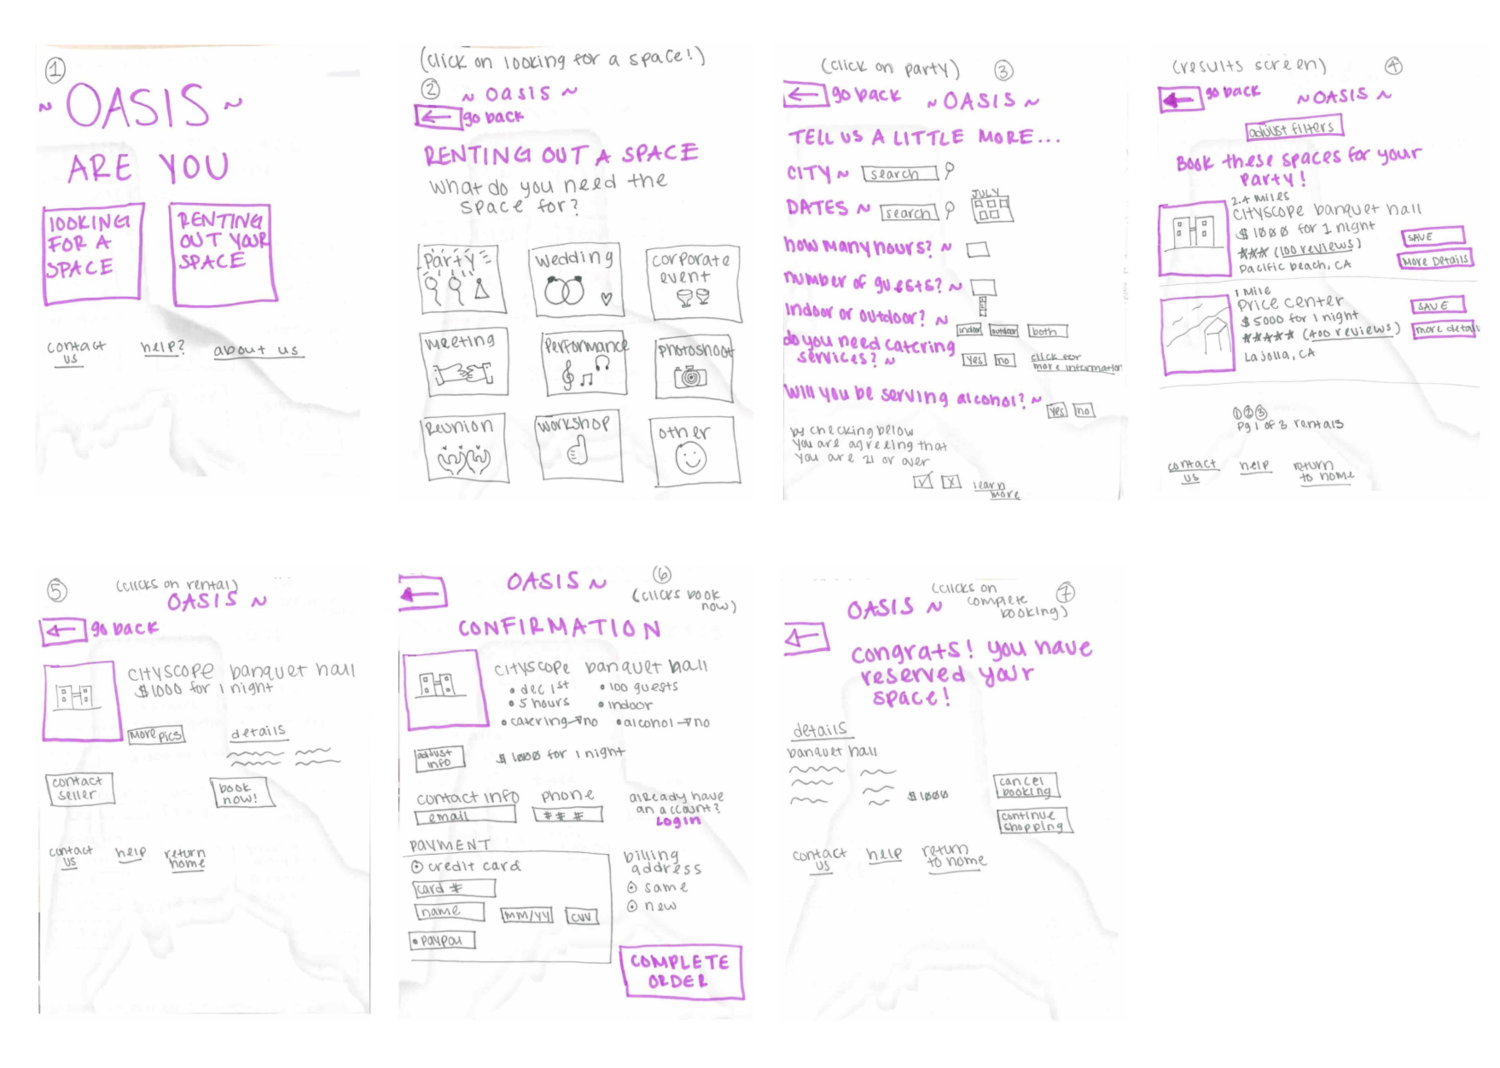 ①
~ OASIS ~
ARE YOU
LOOKING
FOR A
SPACE
RENTING
OUT YOUR
SPACE
contact
us
help?
about us
(click on looking for a space!)
②
~ OASIS ~
go back
RENTING OUT A SPACE
What do you need the
space for?
Party
wedding
corporate
event
meeting
Performance
photoshoot
Reunion
workshop
other
(click on party)
③
go back
~ OASIS ~
TELL US A LITTLE MORE...
CITY ~
search
DATES ~
search
JULY
how many hours? ~
number of guests? ~
indoor or outdoor? ~
indoor
outdoor
both
do you need catering
services? ~
yes
no
click for
more information
Will you be serving alcohol? ~
yes
no
by checking below
you are agreeing that
you are 21 or over
learn
more
(results screen)
④
go back
~ OASIS ~
adjust filters
Book these spaces for your
party!
2.4 miles
cityscope banquet hall
$1000 for 1 night
*** (100 reviews)
Pacific beach, CA
SAVE
More Details
1 Mile
Price center
$5000 for 1 night
***** (400 reviews)
La Jolla, CA
SAVE
more detail
①②③
Pg 1 of 3 rentals
contact
us
help
return
to home
⑤
(clicks on rental)
OASIS ~
go back
cityscope banquet hall
$1000 for 1 night
More pics
details
contact
seller
book
now!
contact
us
help
return
home
OASIS ~
⑥
(clicks book
now)
CONFIRMATION
cityscope banquet hall
• dec 1st
• 100 guests
• 5 hours
• indoor
• catering → no
• alcohol → no
adjust
info
$1000 for 1 night
contact info
email
phone
# # #
already have
an account?
Login
PAYMENT
credit card
card #
name
mm/yy
cvv
• paypal
billing
address
same
new
COMPLETE
ORDER
(clicks on
complete
booking)
⑦
OASIS ~
congrats! you have
reserved your
space!
details
banquet hall
$1000
cancel
booking
continue
shopping
contact
us
help
return
to home